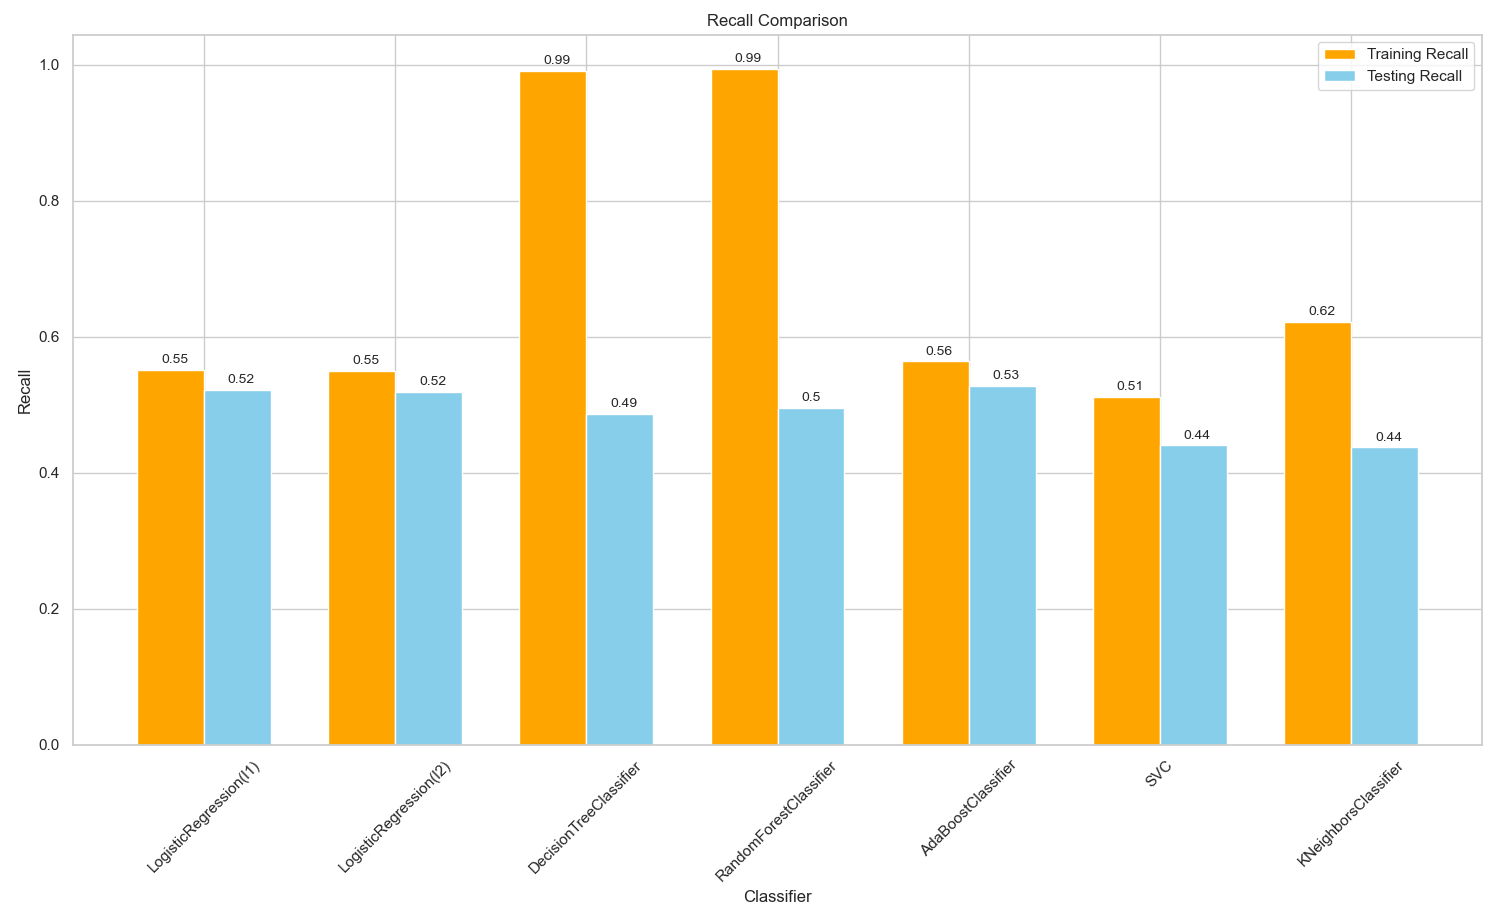 Recall Comparison
Training Recall
Testing Recall
Recall
1.0
0.8
0.6
0.4
0.2
0.0
0.55
0.52
0.55
0.52
0.99
0.49
0.99
0.5
0.56
0.53
0.51
0.44
0.62
0.44
LogisticRegression(l1)
LogisticRegression(l2)
DecisionTreeClassifier
RandomForestClassifier
AdaBoostClassifier
SVC
KNeighborsClassifier
Classifier